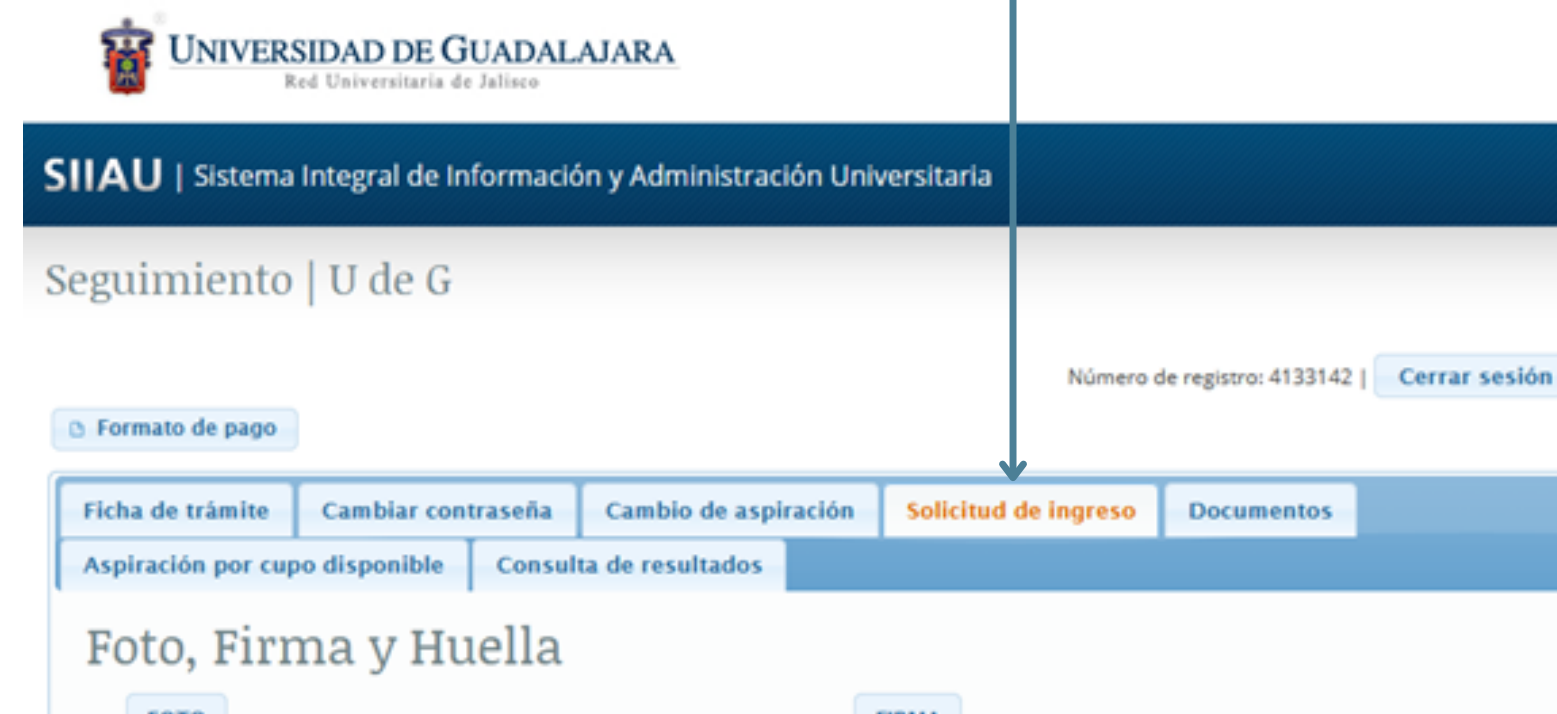 UNIVERSIDAD DE GUADALAJARA
Red Universitaria de Jalisco
SIIAU | Sistema Integral de Información y Administración Universitaria
Seguimiento | U de G
Número de registro: 4133142 | Cerrar sesión
Formato de pago
Ficha de trámite Cambiar contraseña Cambio de aspiración Solicitud de ingreso Documentos
Aspiración por cupo disponible Consulta de resultados
Foto, Firma y Huella